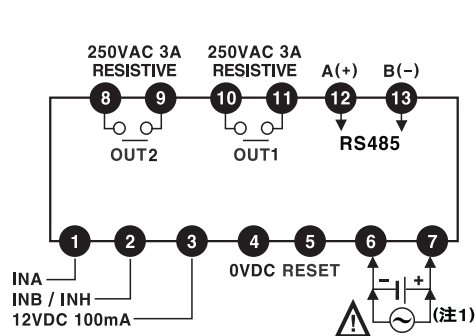 250VAC 3A 250VAC 3A
RESISTIVE RESISTIVE A(+) B(-)
8 9 10 11 12 13
OUT2 OUT1 RS485
1 2 3 4 5 6 7
0VDC RESET
- +
INA
INB / INH
12VDC 100mA
! (注1)